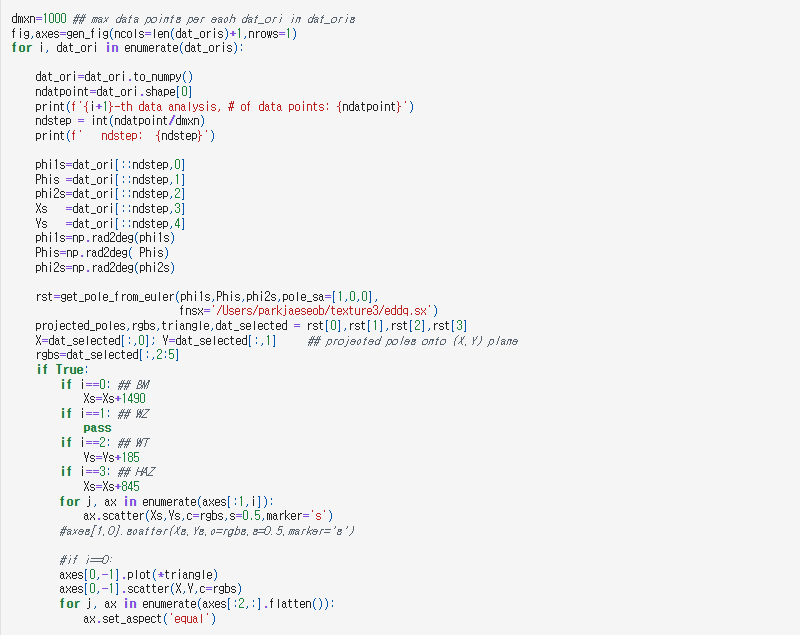 dmxn=1000 ## max data points per each dat_ori in dat_oris
fig,axes=gen_fig(ncols=len(dat_oris)+1,nrows=1)
for i, dat_ori in enumerate(dat_oris):
    dat_ori=dat_ori.to_numpy()
    ndatpoint=dat_ori.shape[0]
    print(f'{i+1}-th data analysis, # of data points: {ndatpoint}')
    ndstep = int(ndatpoint/dmxn)
    print(f'   ndstep:  {ndstep}')
    phi1s=dat_ori[::ndstep,0]
    Phis =dat_ori[::ndstep,1]
    phi2s=dat_ori[::ndstep,2]
    Xs   =dat_ori[::ndstep,3]
    Ys   =dat_ori[::ndstep,4]
    phi1s=np.rad2deg(phi1s)
    Phis=np.rad2deg( Phis)
    phi2s=np.rad2deg(phi2s)
    rst=get_pole_from_euler(phi1s,Phis,phi2s,pole_sa=[1,0,0],
                            fnsx='/Users/parkjaeseob/texture3/eddq.sx')
    projected_poles,rgbs,triangle,dat_selected = rst[0],rst[1],rst[2],rst[3]
    X=dat_selected[:,0]; Y=dat_selected[:,1]     ## projected poles onto (X,Y) plane
    rgbs=dat_selected[:,2:5]
    if True:
        if i==0: ## BM
            Xs=Xs+1490
        if i==1: ## WZ
            pass
        if i==2: ## WT
            Ys=Ys+185
        if i==3: ## HAZ
            Xs=Xs+845
        for j, ax in enumerate(axes[:1,i]):
            ax.scatter(Xs,Ys,c=rgbs,s=0.5,marker='s')
        #axes[1,0].scatter(Xs,Ys,c=rgbs,s=0.5,marker='s')
        #if i==0:
        axes[0,-1].plot(*triangle)
        axes[0,-1].scatter(X,Y,c=rgbs)
        for j, ax in enumerate(axes[:2,:].flatten()):
            ax.set_aspect('equal')